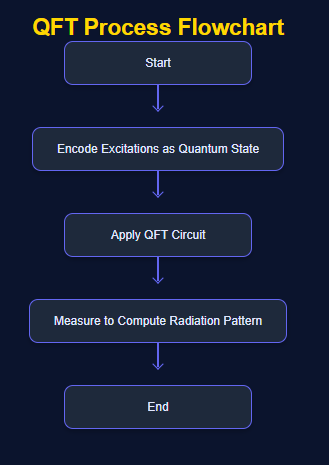 QFT Process Flowchart
Start
Encode Excitations as Quantum State
Apply QFT Circuit
Measure to Compute Radiation Pattern
End